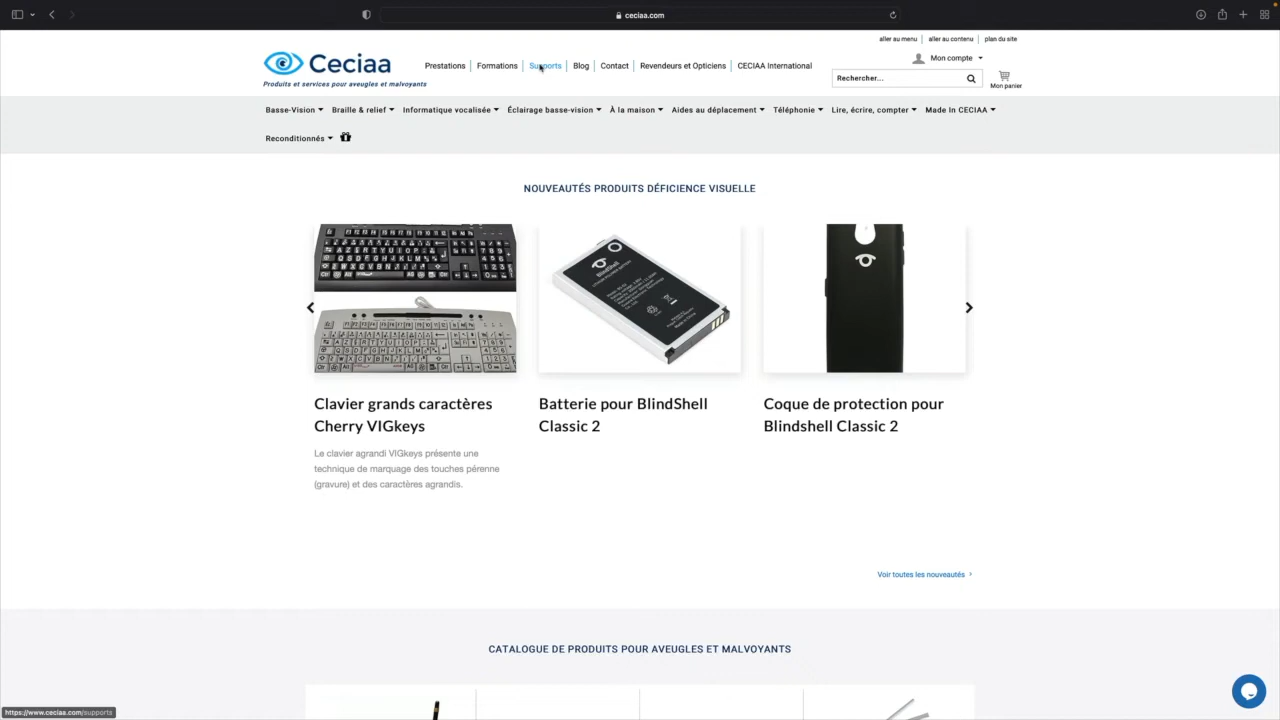 ceciaa.com
aller au menu
aller au contenu
plan du site
Ceciaa
Produits et services pour aveugles et malvoyants
Prestations
Formations
Supports
Blog
Contact
Revendeurs et Opticiens
CECIAA International
Mon compte
Rechercher...
Mon panier
Basse-Vision
Braille & relief
Informatique vocalisée
Éclairage basse-vision
À la maison
Aides au déplacement
Téléphonie
Lire, écrire, compter
Made In CECIAA
Reconditionnés
NOUVEAUTÉS PRODUITS DÉFICIENCE VISUELLE
BlindShell
Clavier grands caractères
Cherry VIGkeys
Le clavier agrandi VIGkeys présente une
technique de marquage des touches pérenne
(gravure) et des caractères agrandis.
Batterie pour BlindShell
Classic 2
Coque de protection pour
Blindshell Classic 2
Voir toutes les nouveautés
CATALOGUE DE PRODUITS POUR AVEUGLES ET MALVOYANTS
https://www.ceciaa.com/supports